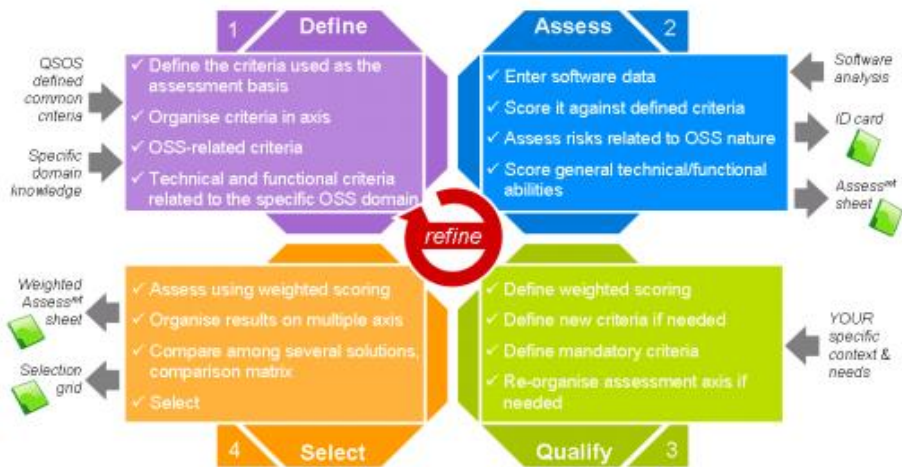 1 Define
QSOS
defined
common
criteria
Specific
domain
knowledge
✓ Define the criteria used as the
assessment basis
✓ Organise criteria in axis
✓ OSS-related criteria
✓ Technical and functional criteria
related to the specific OSS domain
Assess 2
✓ Enter software data
✓ Score it against defined criteria
✓ Assess risks related to OSS nature
✓ Score general technical/functional
abilities
Software
analysis
ID card
Assessmt
sheet
refine
Weighted
Assessmt
sheet
Selection
grid
✓ Assess using weighted scoring
✓ Organise results on multiple axis
✓ Compare among several solutions,
comparison matrix
✓ Select
4 Select
✓ Define weighted scoring
✓ Define new criteria if needed
✓ Define mandatory criteria
✓ Re-organise assessment axis if
needed
YOUR
specific
context &
needs
Qualify 3